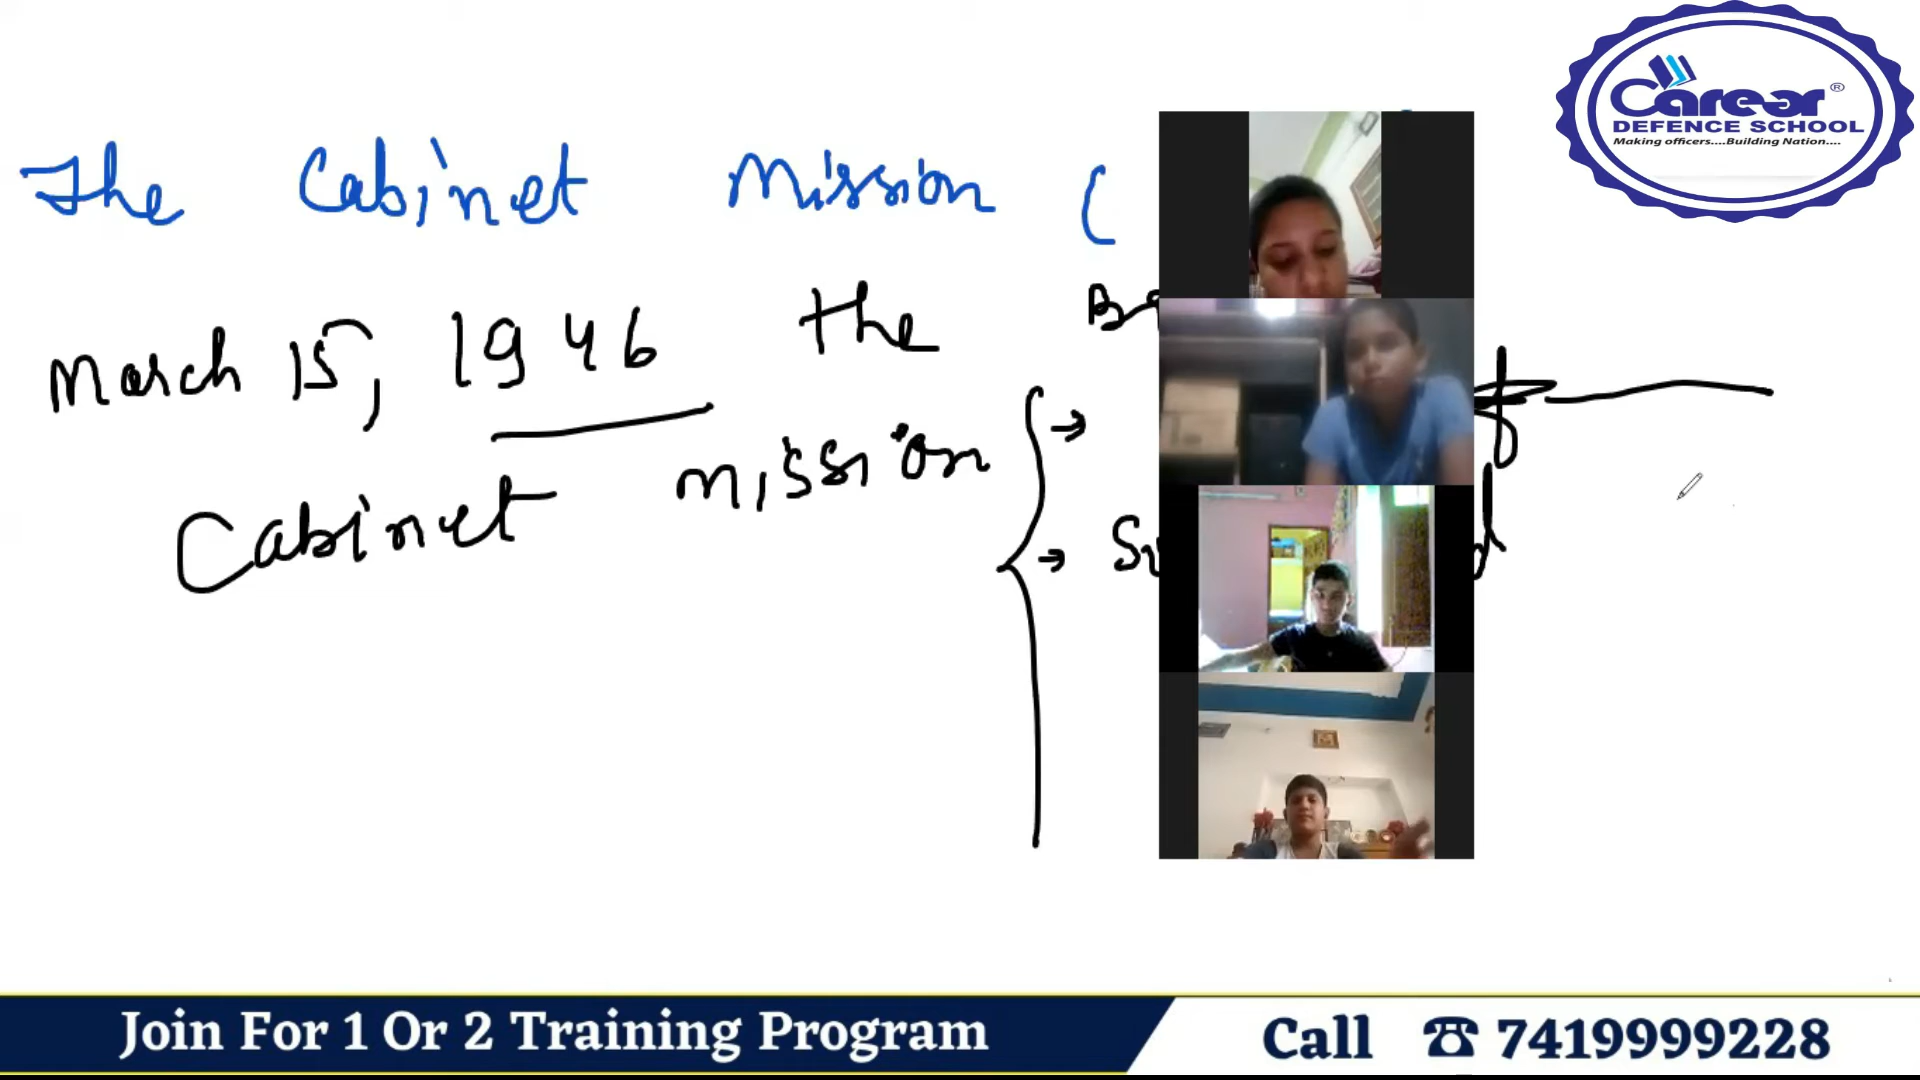 The Cabinet Mission (
March 15, 1946 the
Cabinet mission { →
→
Carear®
DEFENCE SCHOOL
Making officers....Building Nation....
Join For 1 Or 2 Training Program
Call ☎ 7419999228